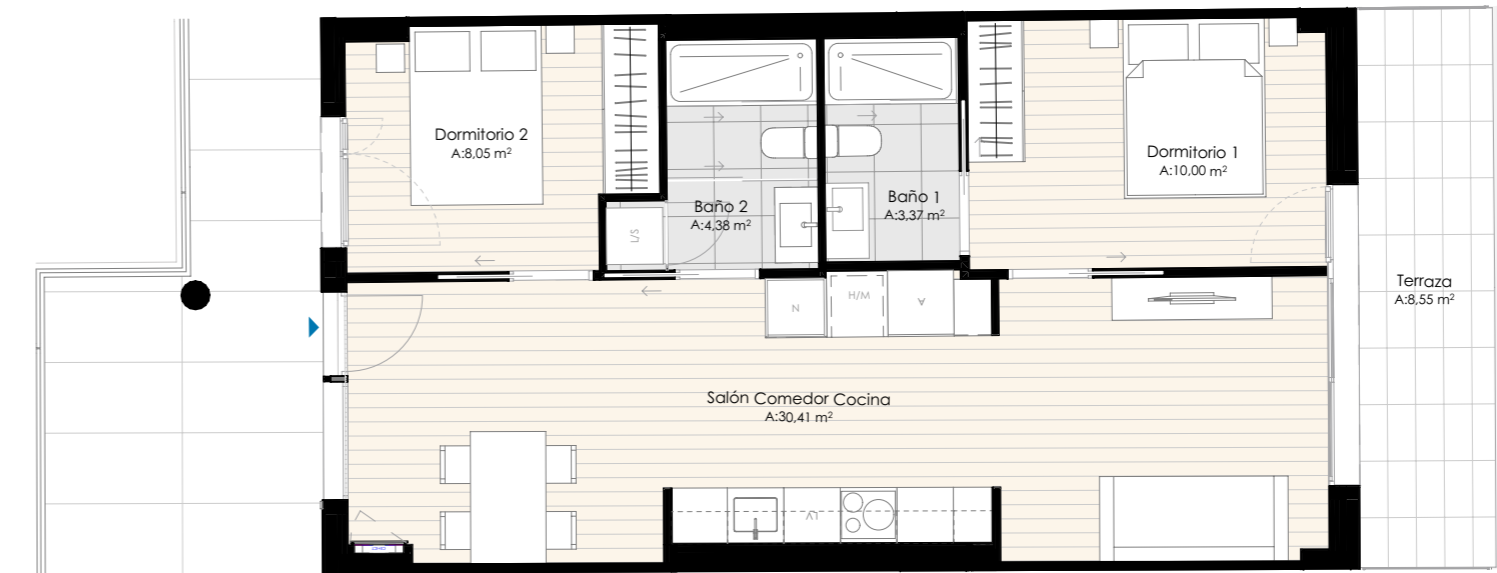 Dormitorio 2
A:8,05 m²
Dormitorio 1
A:10,00 m²
Baño 2
A:4,38 m²
Baño 1
A:3,37 m²
L/S
Terraza
A:8,55 m²
N
H/M
A
Salón Comedor Cocina
A:30,41 m²
LV